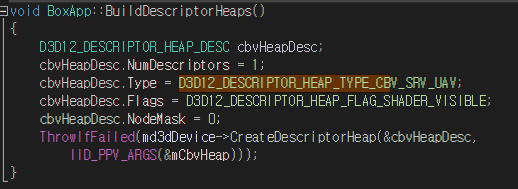 void BoxApp::BuildDescriptorHeaps()
{
D3D12_DESCRIPTOR_HEAP_DESC cbvHeapDesc;
cbvHeapDesc.NumDescriptors = 1;
cbvHeapDesc.Type = D3D12_DESCRIPTOR_HEAP_TYPE_CBV_SRV_UAV;
cbvHeapDesc.Flags = D3D12_DESCRIPTOR_HEAP_FLAG_SHADER_VISIBLE;
cbvHeapDesc.NodeMask = 0;
ThrowIfFailed(md3dDevice->CreateDescriptorHeap(&cbvHeapDesc,
IID_PPV_ARGS(&mCbvHeap)));
}